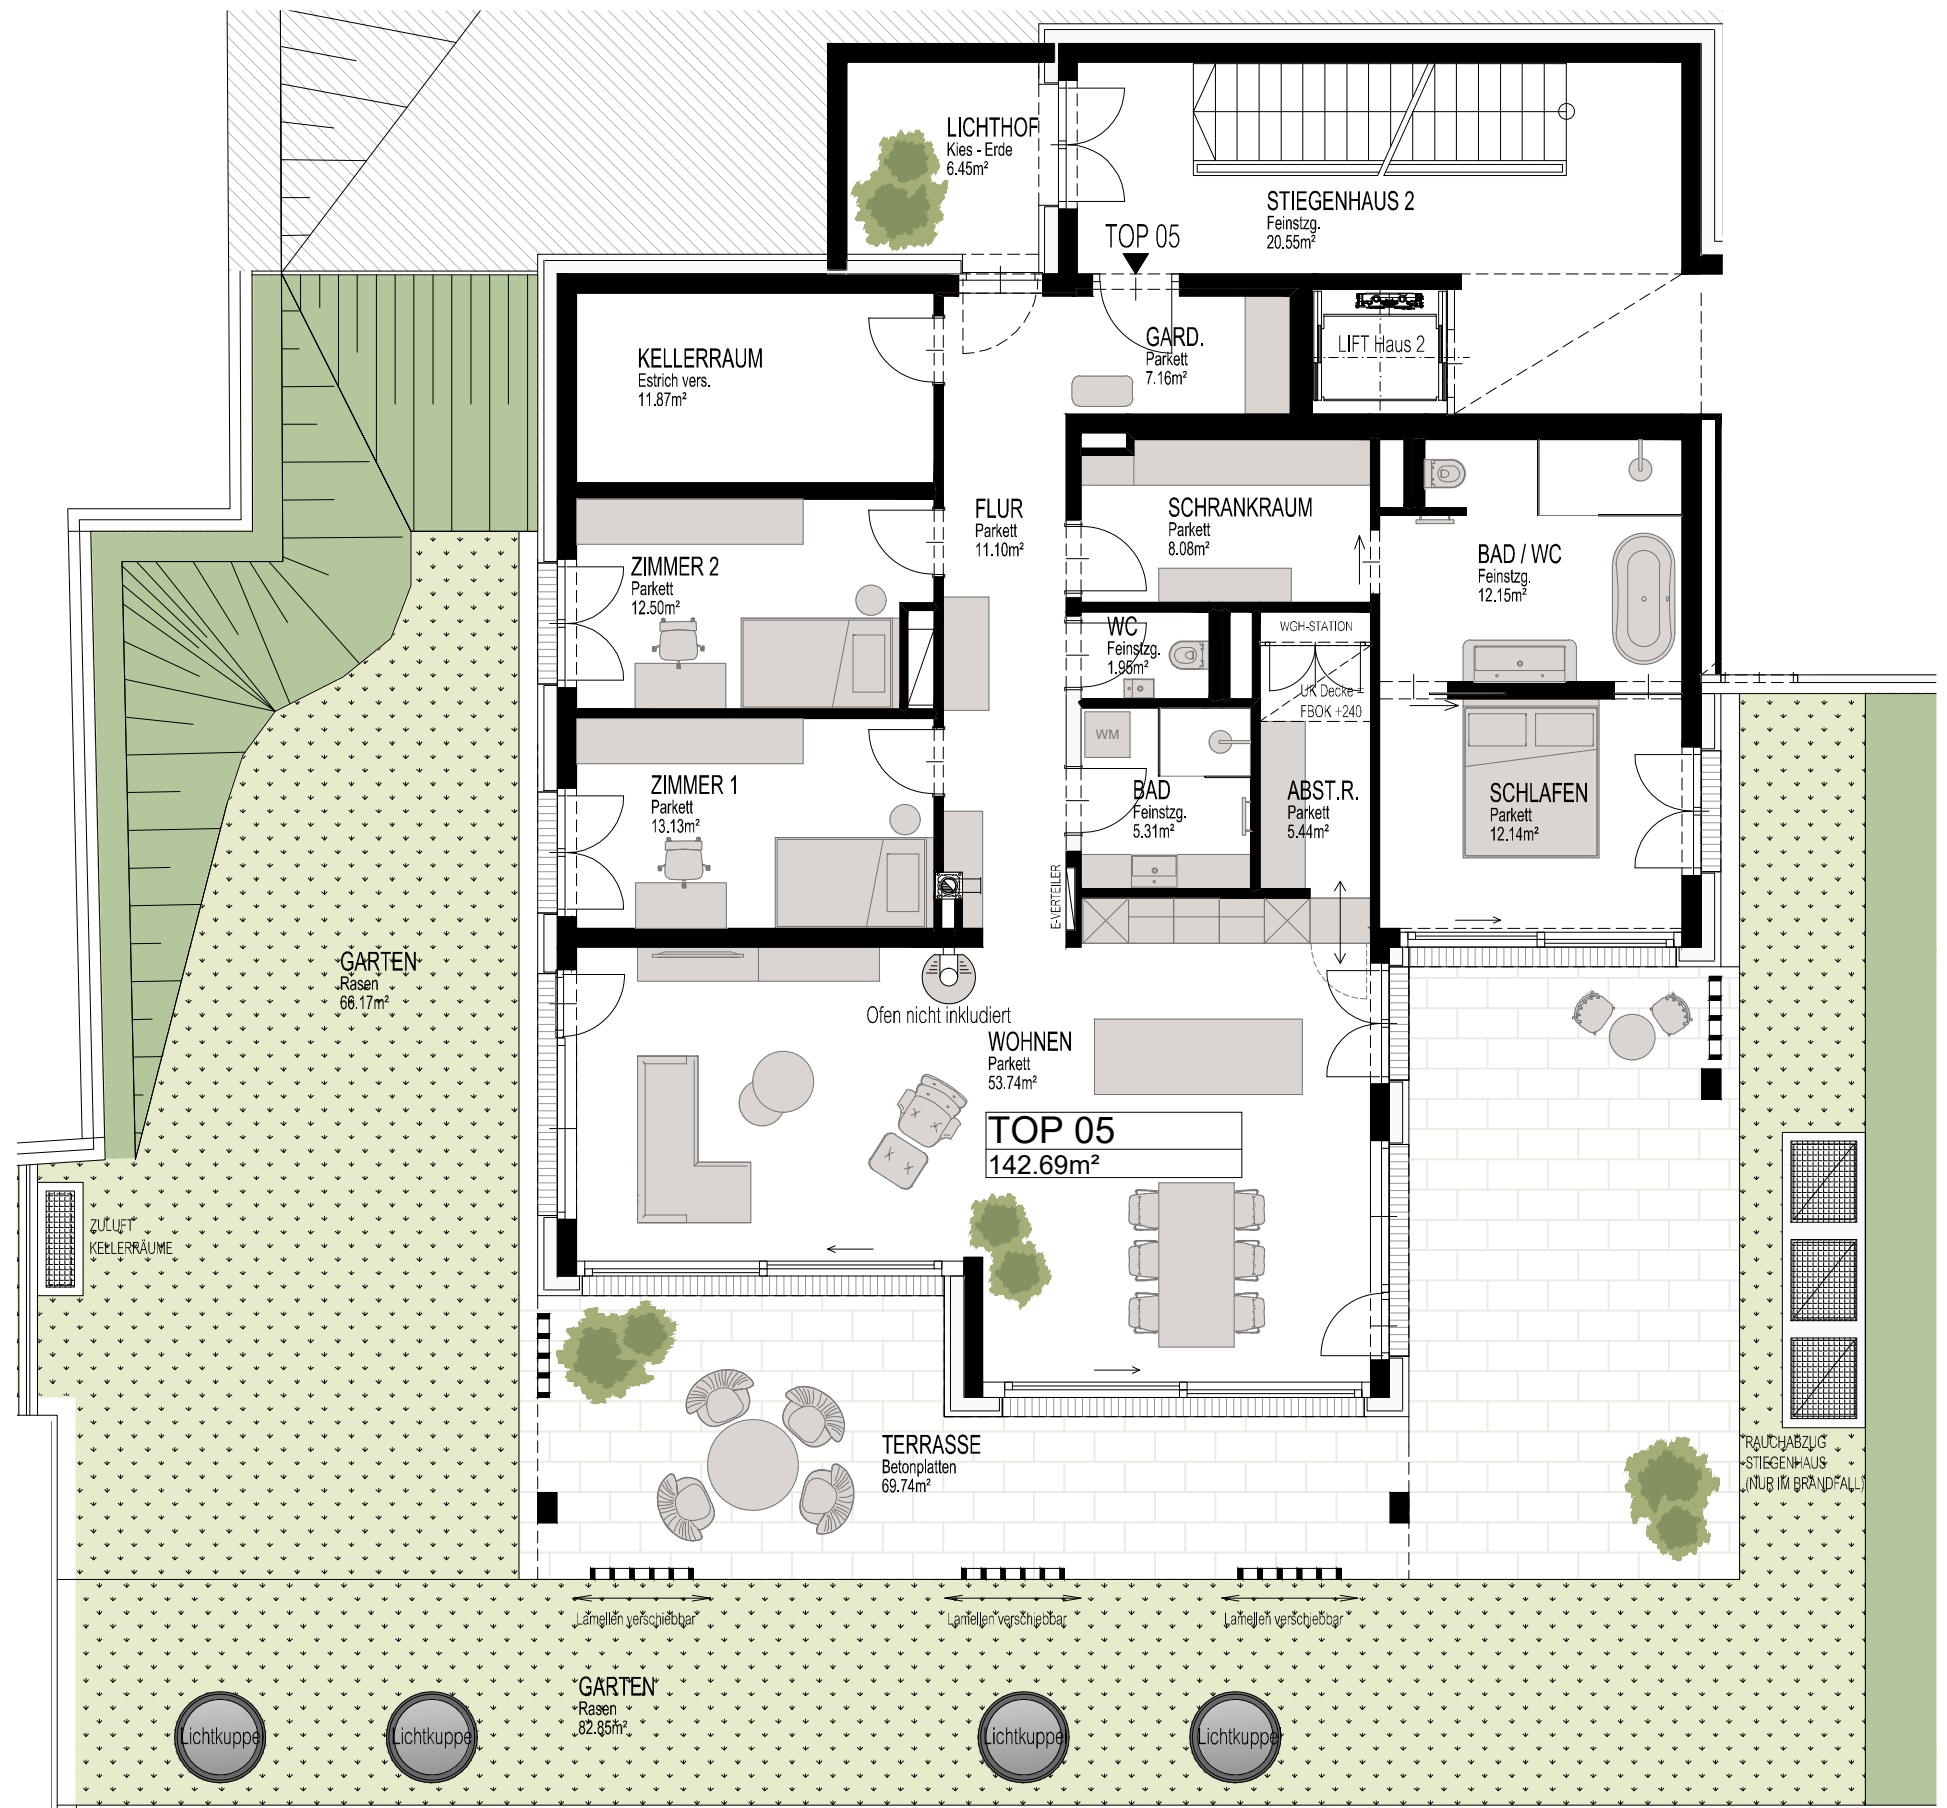 LICHTHOF
Kies - Erde
6.45m²
STIEGENHAUS 2
Feinstzg.
20.55m²
TOP 05
LIFT Haus 2
GARD.
Parkett
7.16m²
KELLERRAUM
Estrich vers.
11.87m²
FLUR
Parkett
11.10m²
SCHRANKRAUM
Parkett
8.08m²
BAD / WC
Feinstzg.
12.15m²
ZIMMER 2
Parkett
12.50m²
WC
Feinstzg.
1.95m²
WGH-STATION
UK Decke =
FBOK +240
WM
BAD
Feinstzg.
5.31m²
ABST.R.
Parkett
5.44m²
SCHLAFEN
Parkett
12.14m²
ZIMMER 1
Parkett
13.13m²
E-VERTEILER
GARTEN
Rasen
66.17m²
Ofen nicht inkludiert
WOHNEN
Parkett
53.74m²
TOP 05
142.69m²
ZULUFT
KELLERRÄUME
TERRASSE
Betonplatten
69.74m²
RAUCHABZUG
STIEGENHAUS
(NUR IM BRANDFALL)
Lamellen verschiebbar
Lamellen verschiebbar
Lamellen verschiebbar
GARTEN
Rasen
82.85m²
Lichtkuppel
Lichtkuppel
Lichtkuppel
Lichtkuppel